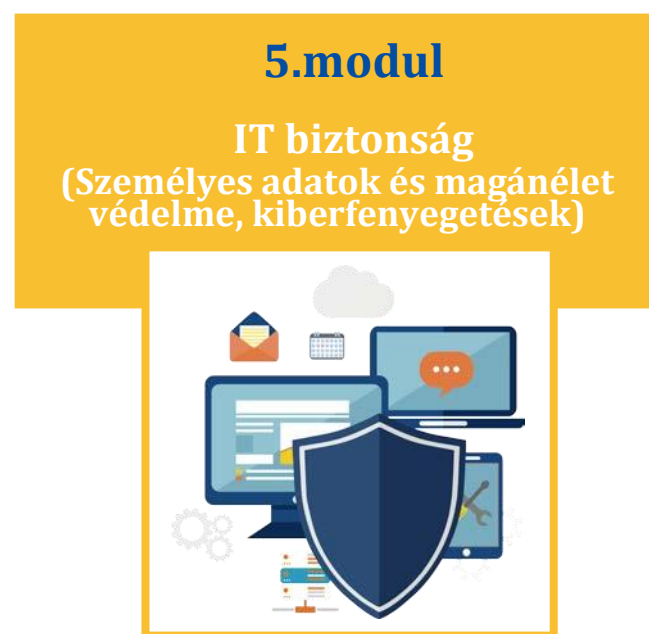 5.modul
IT biztonság
(Személyes adatok és magánélet
védelme, kiberfenyegetések)